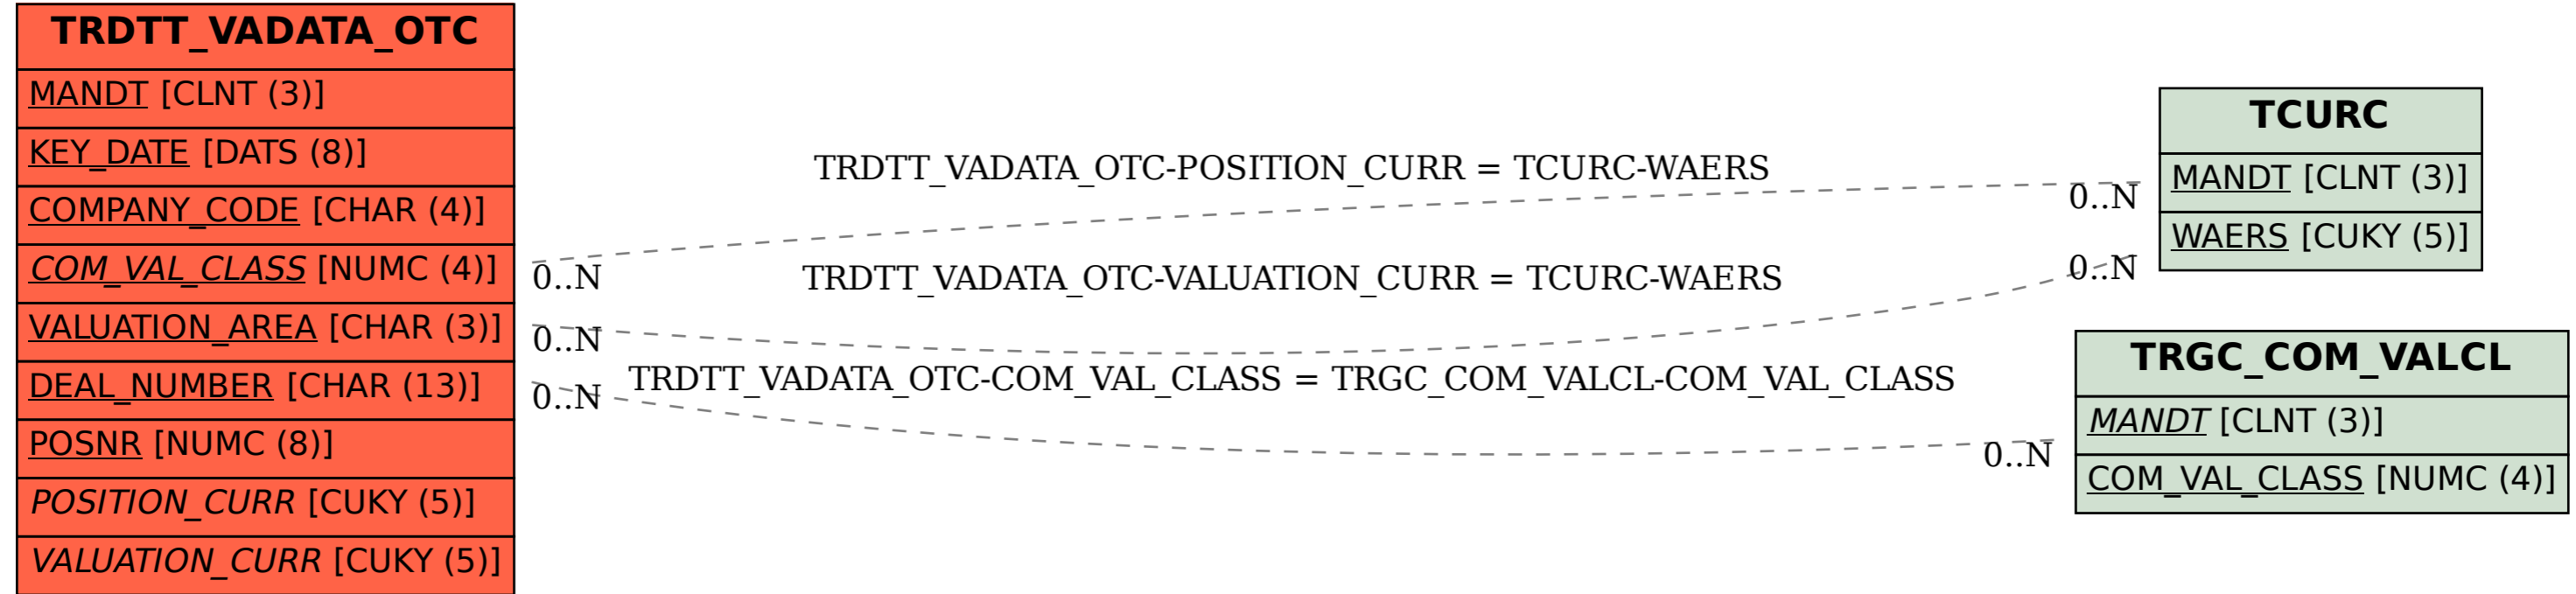 TRDTT_VADATA_OTC
MANDT [CLNT (3)]
KEY_DATE [DATS (8)]
COMPANY_CODE [CHAR (4)]
COM_VAL_CLASS [NUMC (4)]
VALUATION_AREA [CHAR (3)]
DEAL_NUMBER [CHAR (13)]
POSNR [NUMC (8)]
POSITION_CURR [CUKY (5)]
VALUATION_CURR [CUKY (5)]
TRDTT_VADATA_OTC-POSITION_CURR = TCURC-WAERS
0..N
0..N
TRDTT_VADATA_OTC-VALUATION_CURR = TCURC-WAERS
0..N
0..N
TRDTT_VADATA_OTC-COM_VAL_CLASS = TRGC_COM_VALCL-COM_VAL_CLASS
0..N
0..N
TCURC
MANDT [CLNT (3)]
WAERS [CUKY (5)]
TRGC_COM_VALCL
MANDT [CLNT (3)]
COM_VAL_CLASS [NUMC (4)]